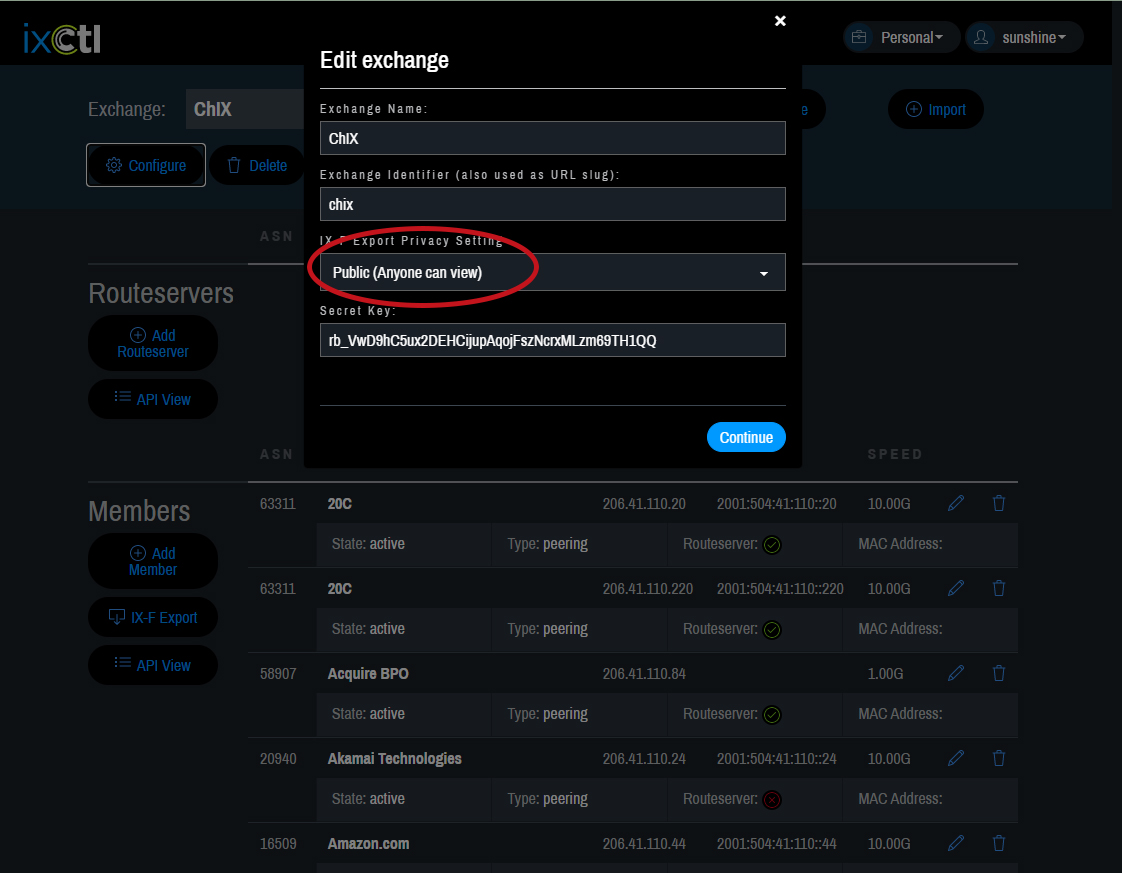 ixCtl
Personal
sunshine
Edit exchange
Exchange: ChIX
e
Import
Configure
Delete
Exchange Name:
ChIX
Exchange Identifier (also used as URL slug):
chix
IX-F Export Privacy Setting
Public (Anyone can view)
Secret Key:
rb_VwD9hC5ux2DEHCijupAqojFszNcrxMLzm69TH1QQ
Continue
ASN
Routeservers
Add
Routeserver
API View
ASN SPEED
Members
Add
Member
IX-F Export
API View
63311 20C 206.41.110.20 2001:504:41:110::20 10.00G
State: active Type: peering Routeserver: MAC Address:
63311 20C 206.41.110.220 2001:504:41:110::220 10.00G
State: active Type: peering Routeserver: MAC Address:
58907 Acquire BPO 206.41.110.84 1.00G
State: active Type: peering Routeserver: MAC Address:
20940 Akamai Technologies 206.41.110.24 2001:504:41:110::24 10.00G
State: active Type: peering Routeserver: MAC Address:
16509 Amazon.com 206.41.110.44 2001:504:41:110::44 10.00G